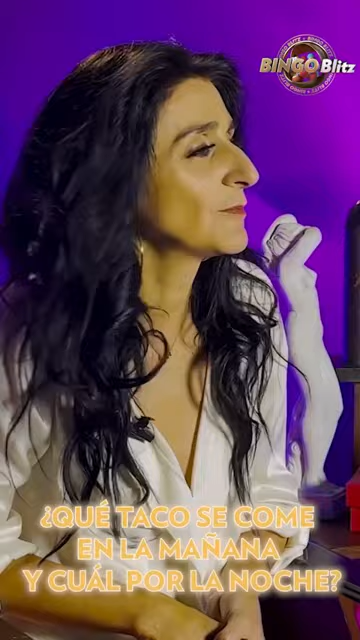 BINGO Blitz
¿QUÉ TACO SE COME
EN LA MAÑANA
Y CUÁL POR LA NOCHE?